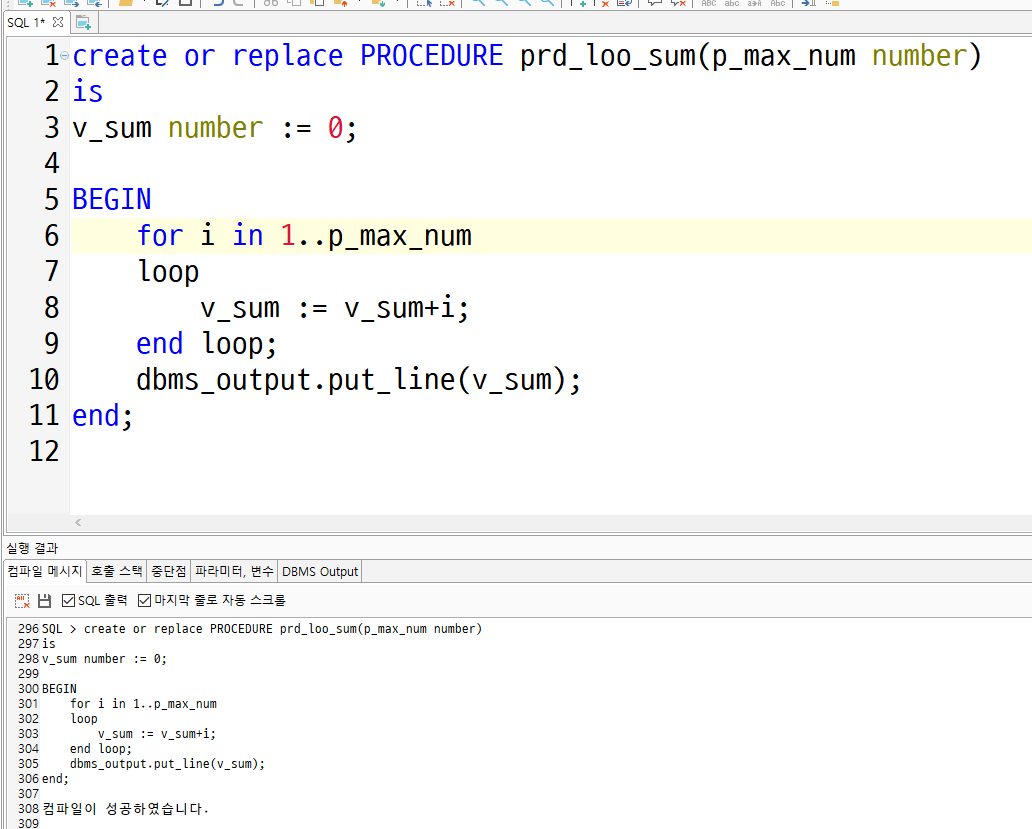 SQL 1*
1 create or replace PROCEDURE prd_loo_sum(p_max_num number)
2 is
3 v_sum number := 0;
4
5 BEGIN
6     for i in 1..p_max_num
7     loop
8         v_sum := v_sum+i;
9     end loop;
10     dbms_output.put_line(v_sum);
11 end;
12
실행 결과
컴파일 메시지 호출 스택 중단점 파라미터, 변수 DBMS Output
SQL 출력 마지막 줄로 자동 스크롤
296 SQL > create or replace PROCEDURE prd_loo_sum(p_max_num number)
297 is
298 v_sum number := 0;
299
300 BEGIN
301     for i in 1..p_max_num
302     loop
303         v_sum := v_sum+i;
304     end loop;
305     dbms_output.put_line(v_sum);
306 end;
307
308 컴파일이 성공하였습니다.
309